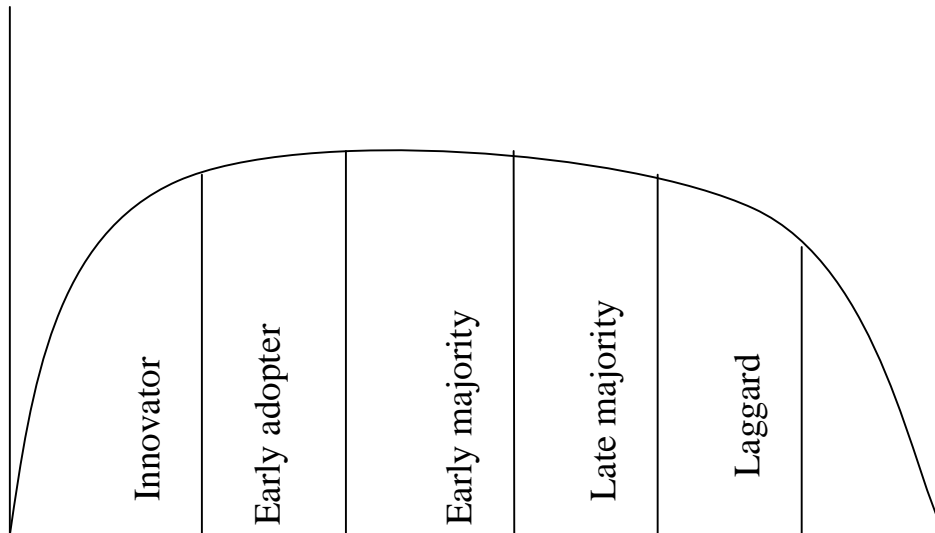 Innovator
Early adopter
Early majority
Late majority
Laggard